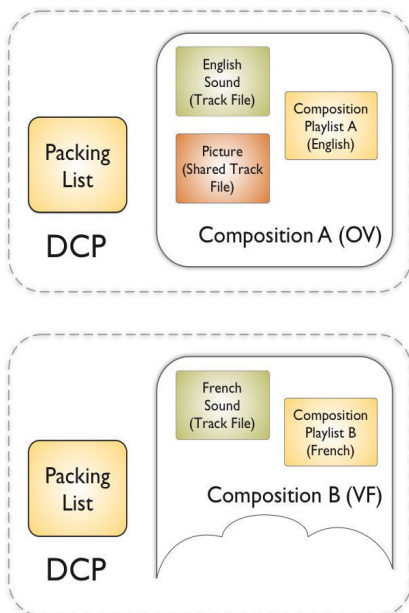 English
Sound
(Track File)
Composition
Playlist A
(English)
Packing
List
Picture
(Shared Track
File)
DCP
Composition A (OV)
French
Sound
(Track File)
Composition
Playlist B
(French)
Packing
List
Composition B (VF)
DCP